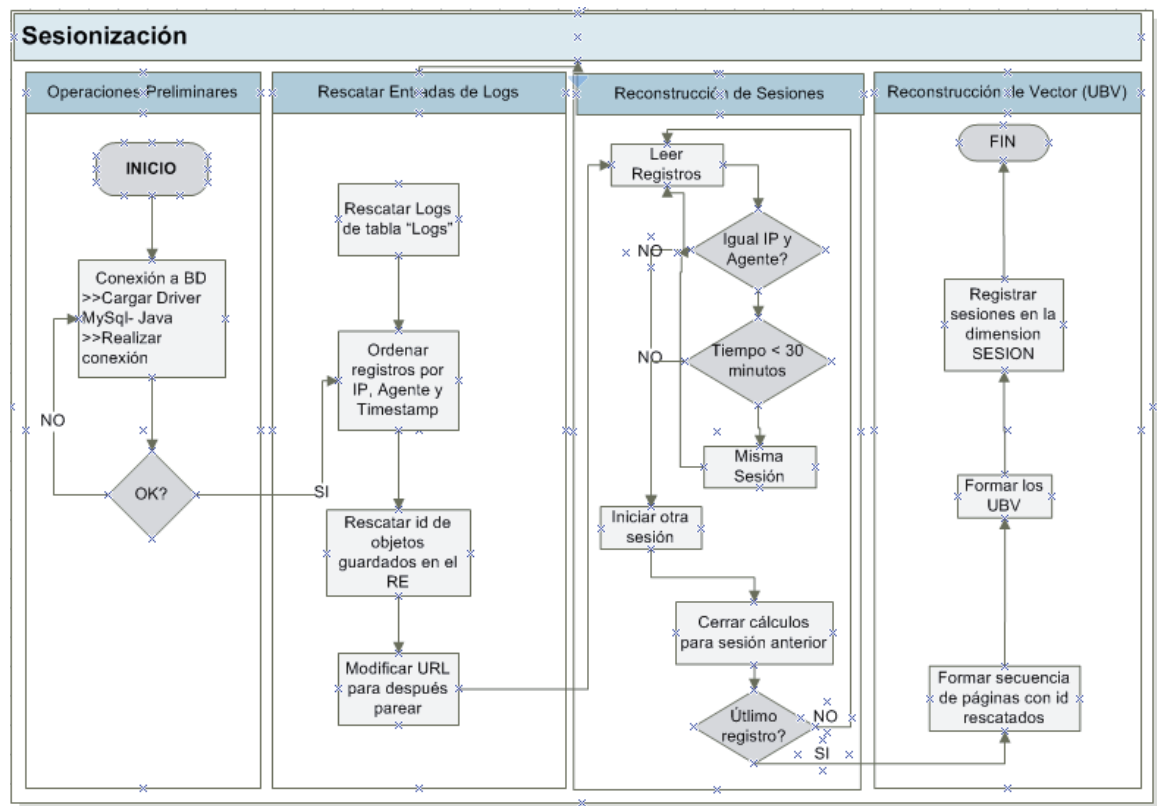 Sesionización
Operaciones Preliminares
Rescatar Entradas de Logs
Reconstrucción de Sesiones
Reconstrucción de Vector (UBV)
INICIO
Conexión a BD
>>Cargar Driver
MySql- Java
>>Realizar
conexión
NO
OK?
SI
Rescatar Logs
de tabla “Logs”
Ordenar
registros por
IP, Agente y
Timestamp
Rescatar id de
objetos
guardados en el
RE
Modificar URL
para después
parear
Leer
Registros
Igual IP y
Agente?
NO
Tiempo < 30
minutos
NO
Misma
Sesión
Iniciar otra
sesión
Cerrar cálculos
para sesión anterior
Útlimo
registro?
NO
SI
FIN
Registrar
sesiones en la
dimension
SESION
Formar los
UBV
Formar secuencia
de páginas con id
rescatados